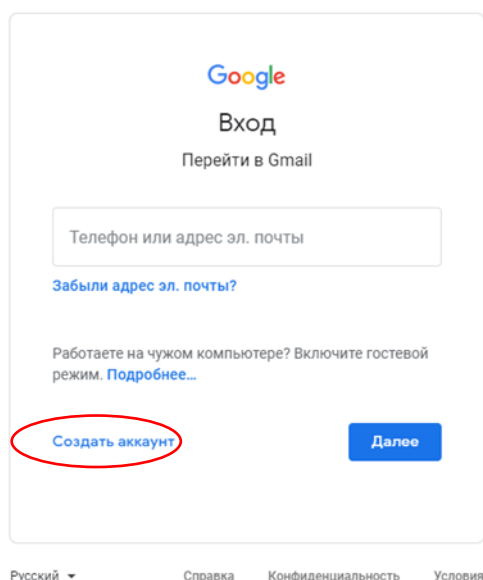 Google
Вход
Перейти в Gmail
Телефон или адрес эл. почты
Забыли адрес эл. почты?
Работаете на чужом компьютере? Включите гостевой
режим. Подробнее...
Создать аккаунт
Далее
Русский
Справка
Конфиденциальность
Условия